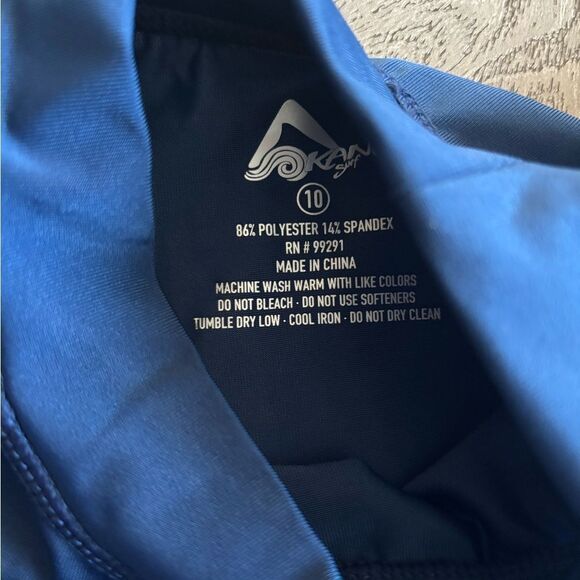 KAN
Surf
10
86% POLYESTER 14% SPANDEX
RN # 99291
MADE IN CHINA
MACHINE WASH WARM WITH LIKE COLORS
DO NOT BLEACH · DO NOT USE SOFTENERS
TUMBLE DRY LOW · COOL IRON · DO NOT DRY CLEAN